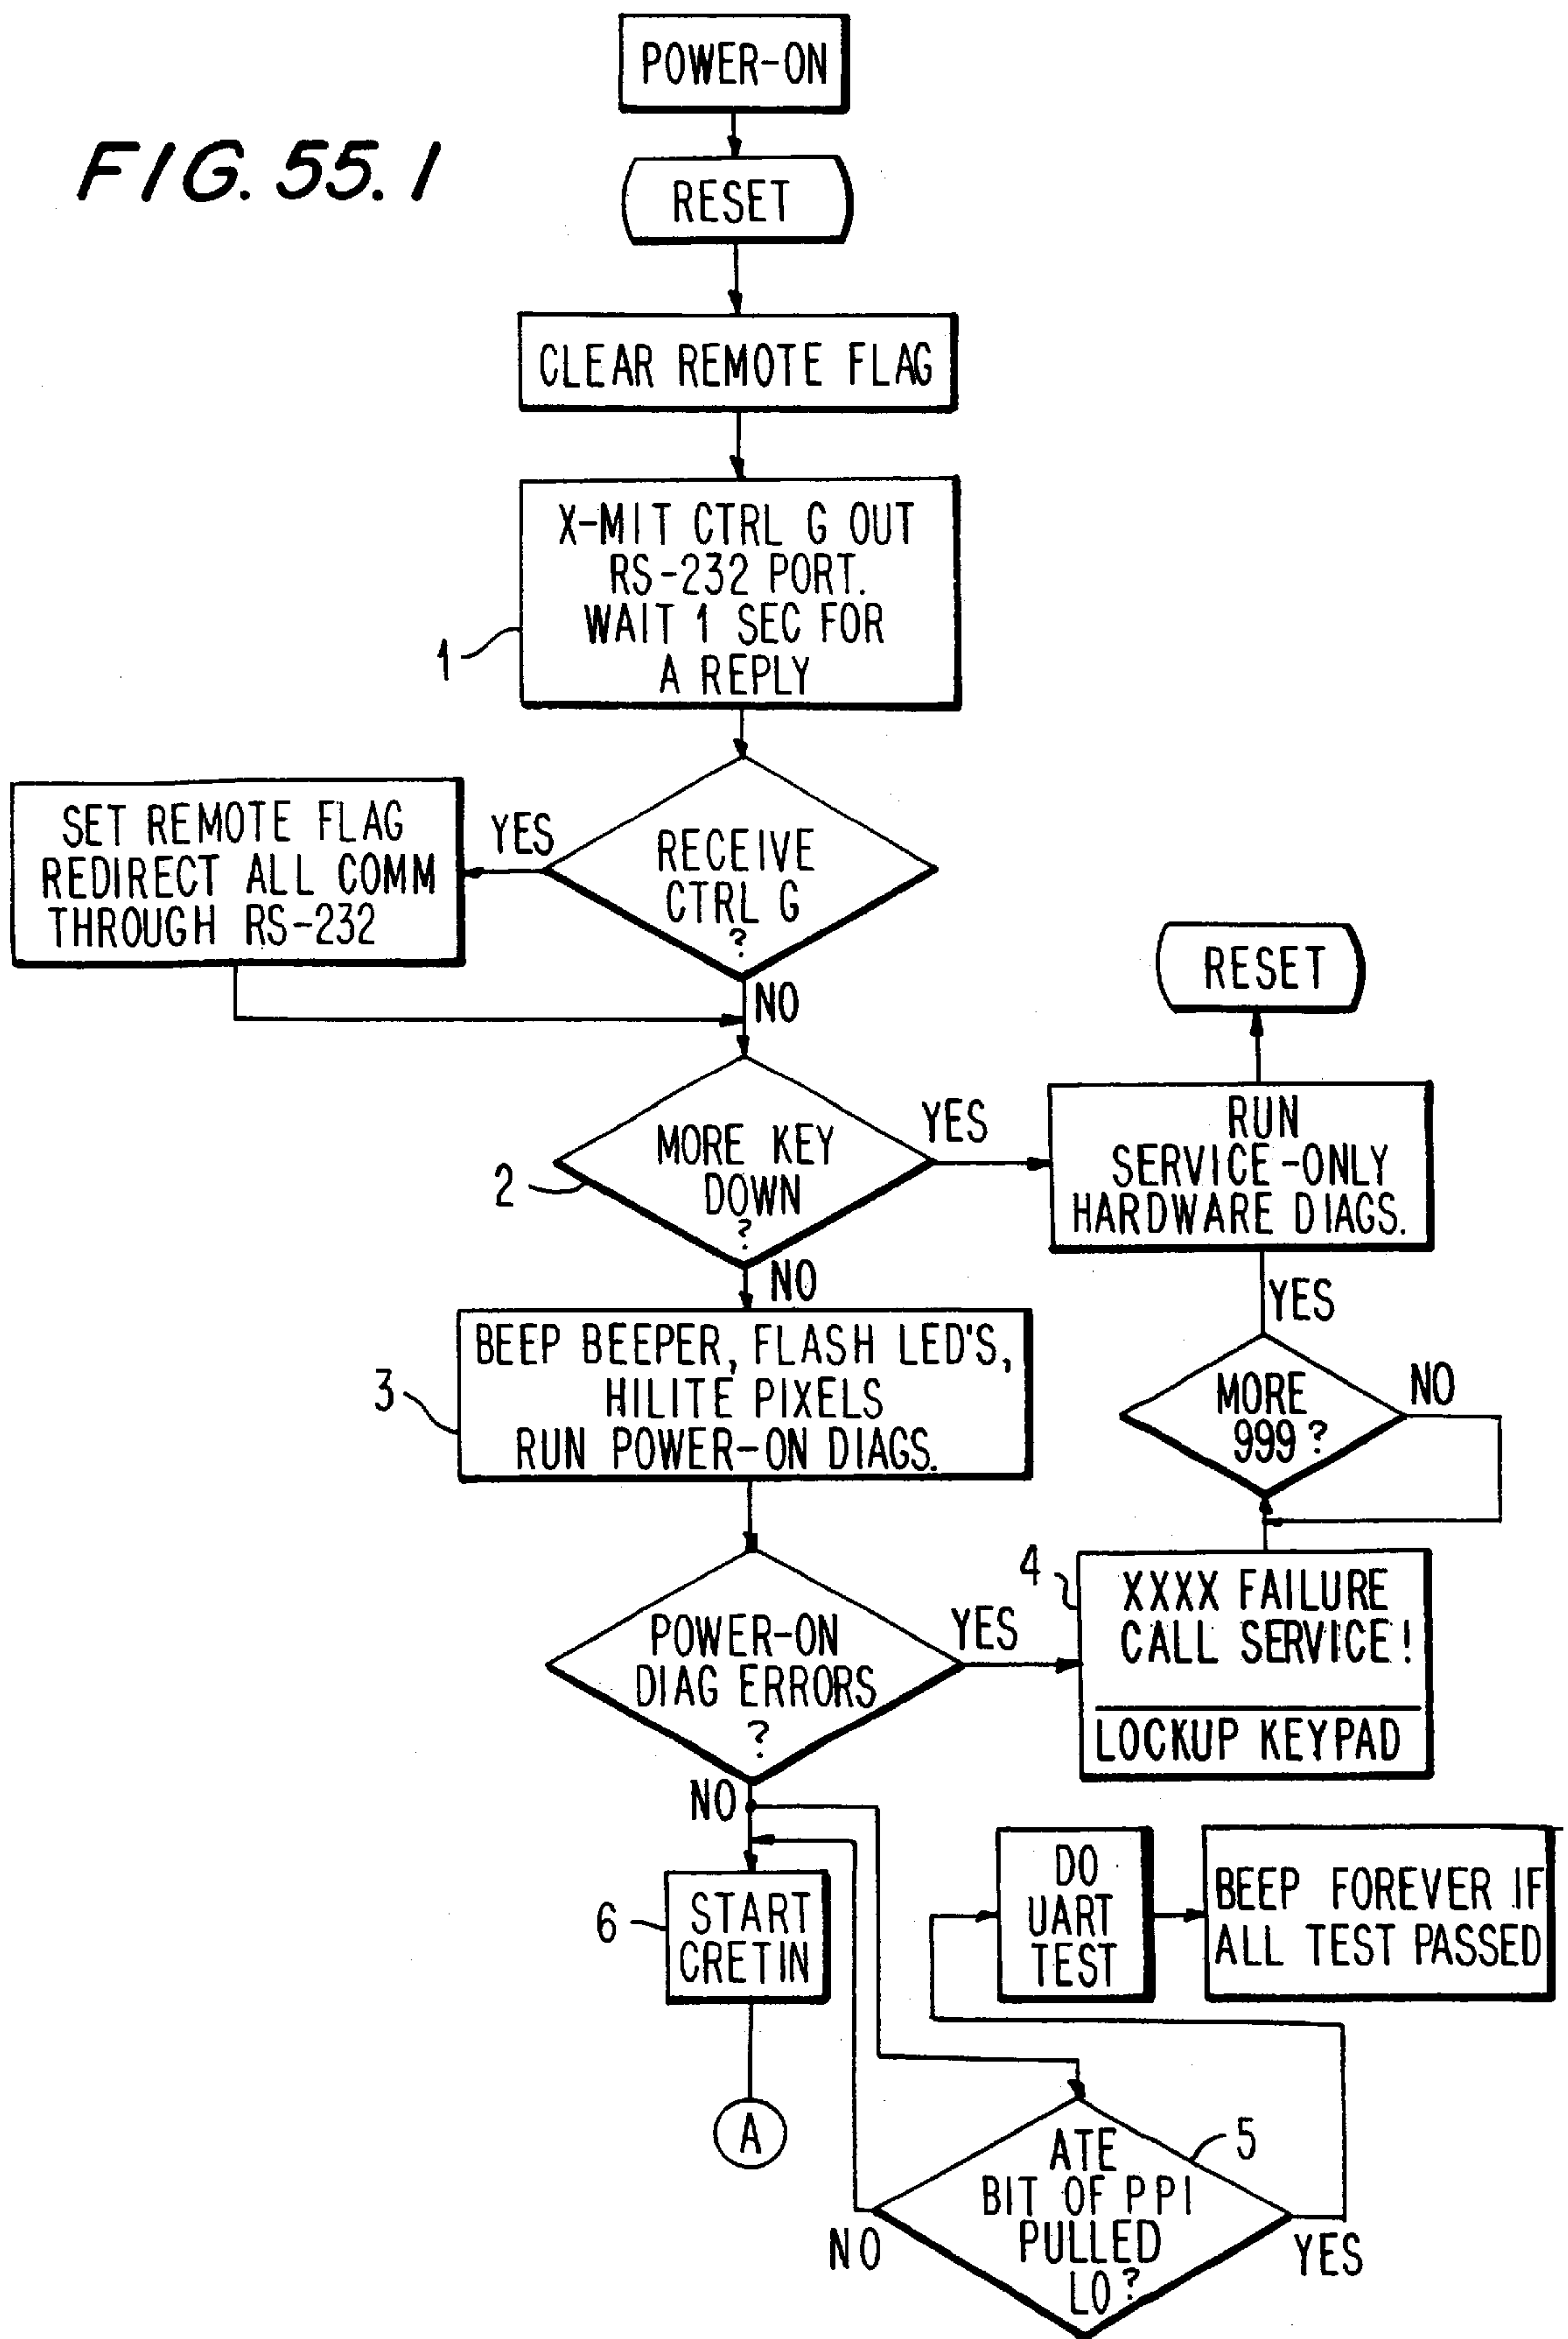 FIG. 55.1
POWER-ON
RESET
CLEAR REMOTE FLAG
X-MIT CTRL G OUT
RS-232 PORT.
WAIT 1 SEC FOR
A REPLY
1
RECEIVE
CTRL G
?
YES
SET REMOTE FLAG
REDIRECT ALL COMM
THROUGH RS-232
NO
MORE KEY
DOWN
?
2
YES
RUN
SERVICE-ONLY
HARDWARE DIAGS.
RESET
NO
BEEP BEEPER, FLASH LED'S,
HILITE PIXELS
RUN POWER-ON DIAGS.
3
YES
MORE
999?
NO
POWER-ON
DIAG ERRORS
?
YES
4
XXXX FAILURE
CALL SERVICE!
LOCKUP KEYPAD
NO
6
START
CRETIN
A
DO
UART
TEST
BEEP FOREVER IF
ALL TEST PASSED
ATE
BIT OF PPI
PULLED
LO?
5
NO
YES